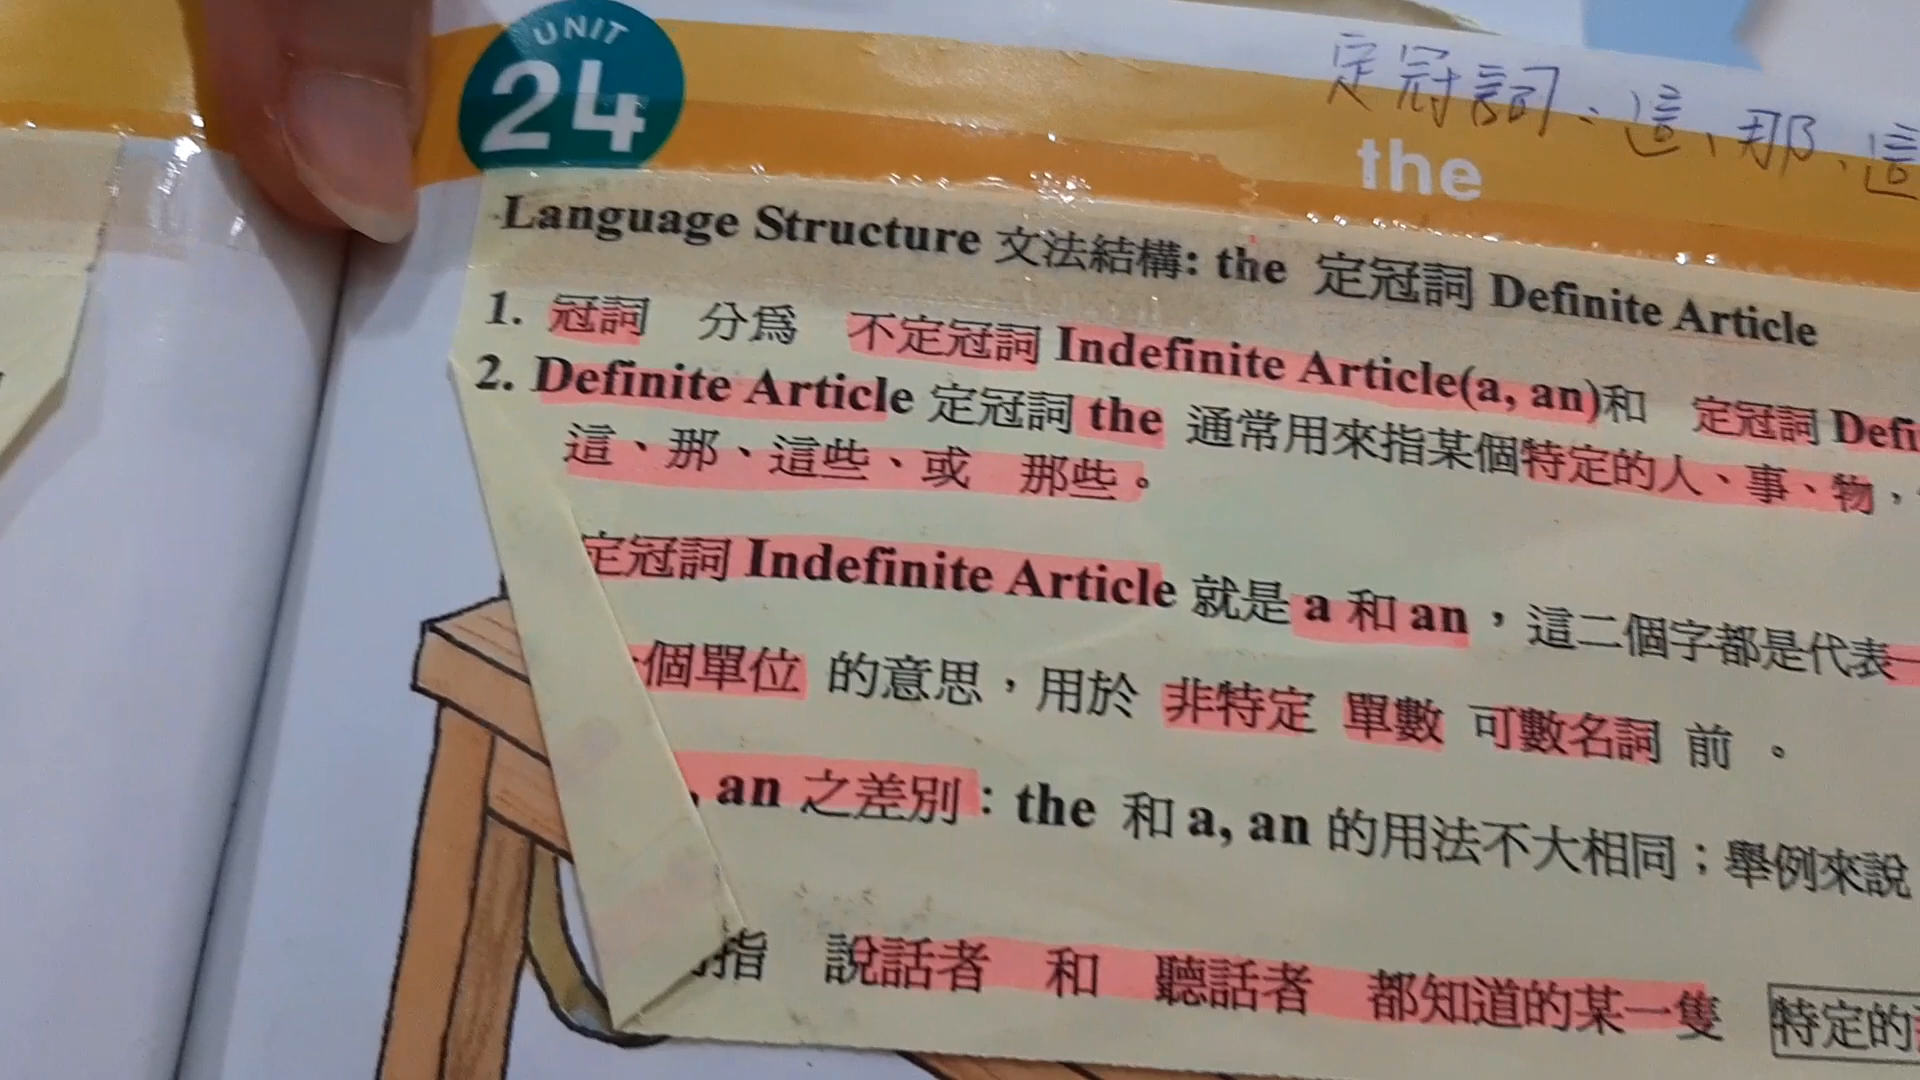 UNIT
24
定冠詞、這、那、這
the
Language Structure 文法結構: the 定冠詞 Definite Article
1. 冠詞 分為 不定冠詞 Indefinite Article(a, an)和 定冠詞
2. Definite Article 定冠詞 the 通常用來指某個特定的人、事、物，
這、那、這些、或 那些。
定冠詞 Indefinite Article 就是 a 和 an，這二個字都是代表一
個單位 的意思，用於 非特定 單數 可數名詞 前 。
, an 之差別：the 和 a, an 的用法不大相同；舉例來說
指 說話者 和 聽話者 都知道的某一隻 特定的